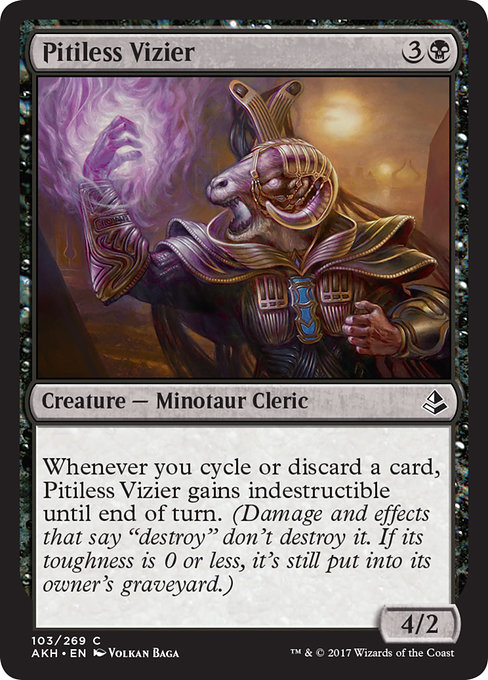 Pitiless Vizier 3
Creature — Minotaur Cleric
Whenever you cycle or discard a card,
Pitiless Vizier gains indestructible
until end of turn. (Damage and effects
that say “destroy” don’t destroy it. If its
toughness is 0 or less, it’s still put into its
owner’s graveyard.)
4/2
103/269 C
AKH • EN Volkan Baga
™ & © 2017 Wizards of the Coast